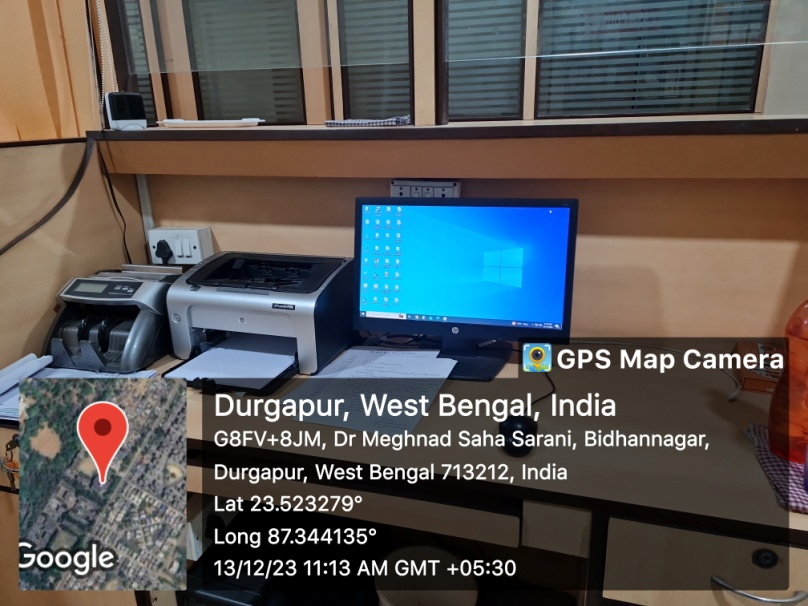 hp
GPS Map Camera
Durgapur, West Bengal, India
G8FV+8JM, Dr Meghnad Saha Sarani, Bidhannagar,
Durgapur, West Bengal 713212, India
Lat 23.523279°
Long 87.344135°
13/12/23 11:13 AM GMT +05:30
Google